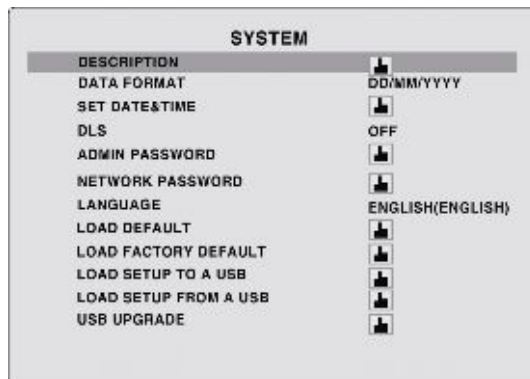 SYSTEM
DESCRIPTION
DATA FORMAT DD/MM/YYYY
SET DATE&TIME
DLS OFF
ADMIN PASSWORD
NETWORK PASSWORD
LANGUAGE ENGLISH(ENGLISH)
LOAD DEFAULT
LOAD FACTORY DEFAULT
LOAD SETUP TO A USB
LOAD SETUP FROM A USB
USB UPGRADE